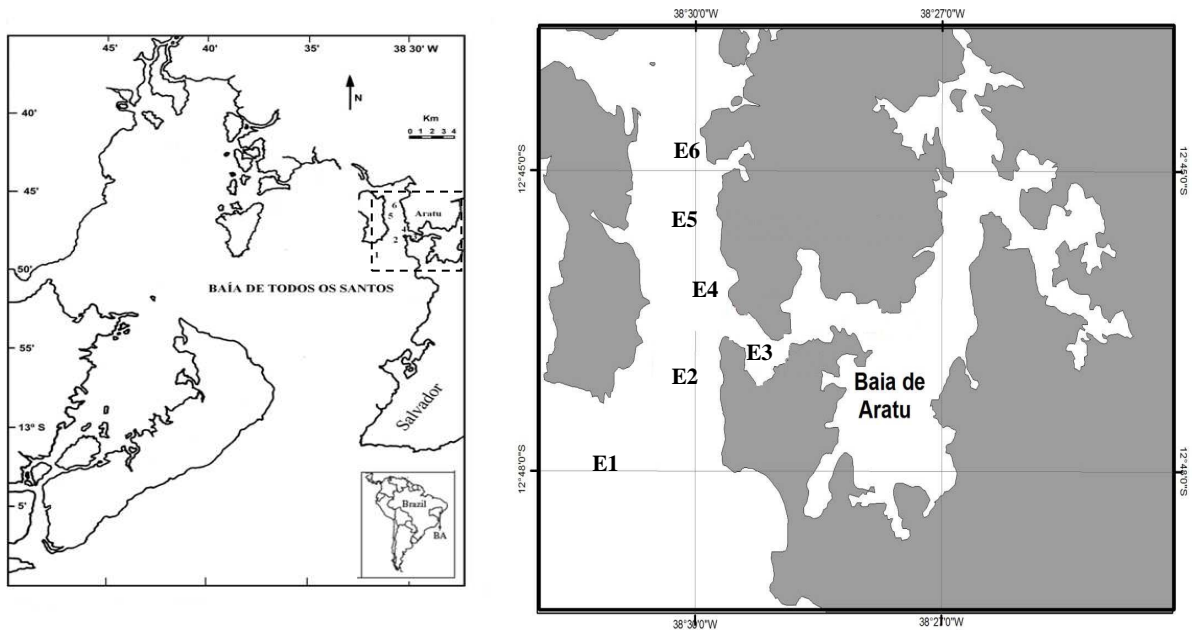 45'
40'
35'
38 30' W
N
Km
0 1 2 3 4
40'
45'
6
Aratu
5
2
50'
BAÍA DE TODOS OS SANTOS
55'
Salvador
13º S
5'
Brazil
BA
38°30'0"W
38°27'0"W
E6
12°45'0"S
12°45'0"S
E5
E4
E3
E2
Baia de
Aratu
E1
12°48'0"S
12°48'0"S
38°30'0"W
38°27'0"W